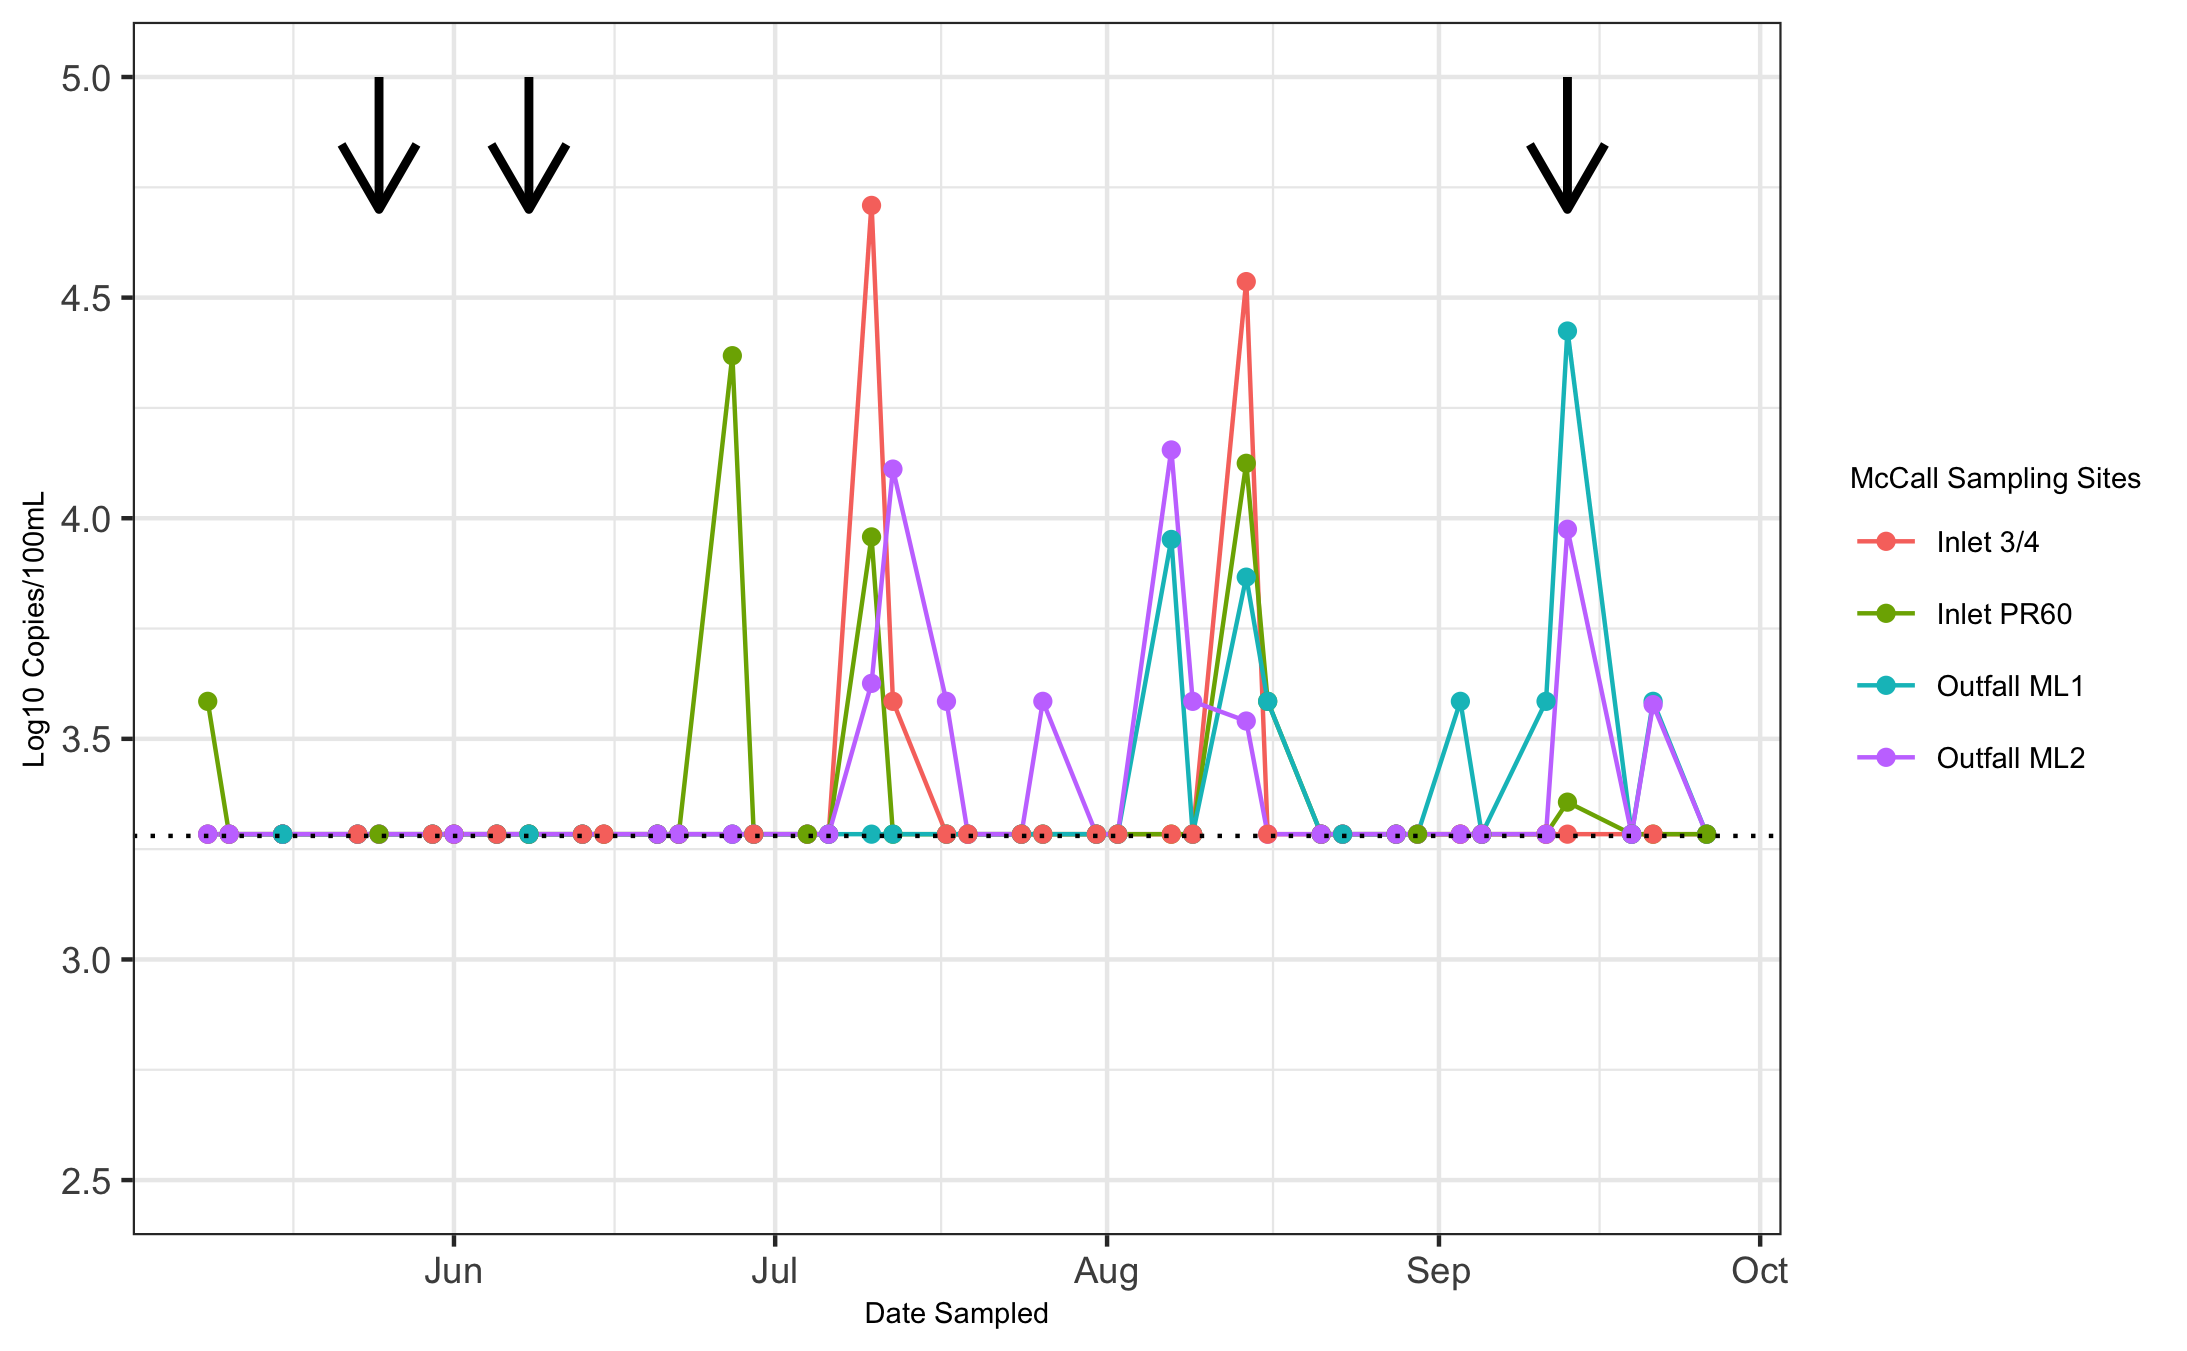 5.0
4.5
4.0
3.5
3.0
2.5
Log10 Copies/100mL
Jun
Jul
Aug
Sep
Oct
Date Sampled
McCall Sampling Sites
Inlet 3/4
Inlet PR60
Outfall ML1
Outfall ML2